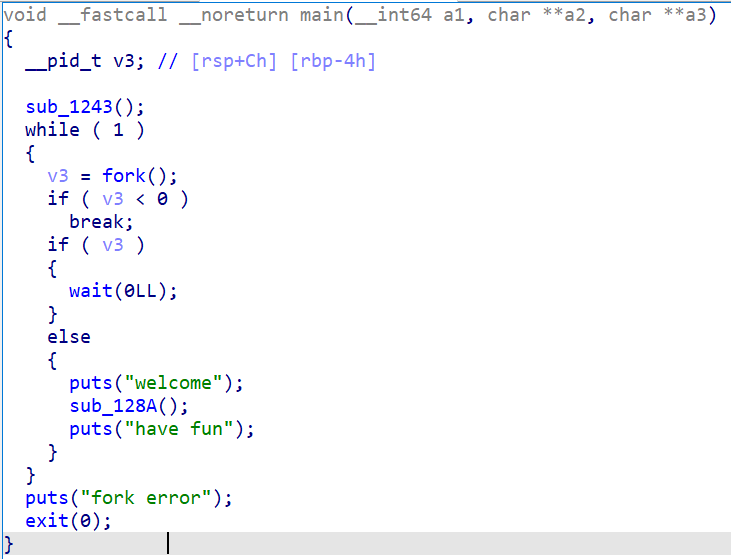 void __fastcall __noreturn main(__int64 a1, char **a2, char **a3)
{
  __pid_t v3; // [rsp+Ch] [rbp-4h]

  sub_1243();
  while ( 1 )
  {
    v3 = fork();
    if ( v3 < 0 )
      break;
    if ( v3 )
    {
      wait(0LL);
    }
    else
    {
      puts("welcome");
      sub_128A();
      puts("have fun");
    }
  }
  puts("fork error");
  exit(0);
}